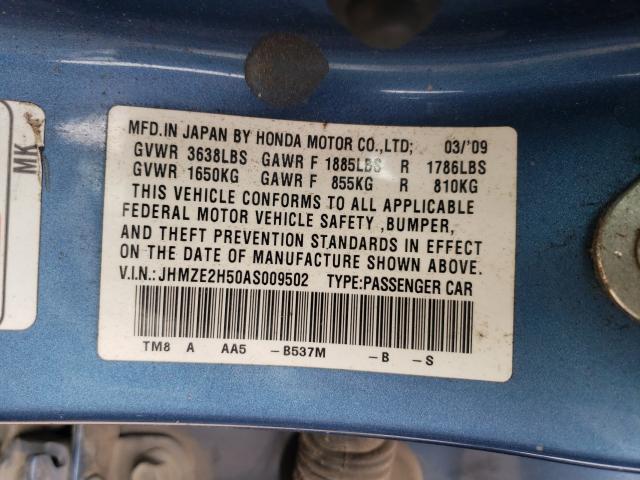 MK
MFD.IN JAPAN BY HONDA MOTOR CO.,LTD; 03/'09
GVWR 3638LBS GAWR F 1885LBS R 1786LBS
GVWR 1650KG GAWR F 855KG R 810KG
THIS VEHICLE CONFORMS TO ALL APPLICABLE
FEDERAL MOTOR VEHICLE SAFETY ,BUMPER,
AND THEFT PREVENTION STANDARDS IN EFFECT
ON THE DATE OF MANUFACTURE SHOWN ABOVE.
V.I.N.:JHMZE2H50AS009502 TYPE:PASSENGER CAR
TM8 A AA5 -B537M -B -S